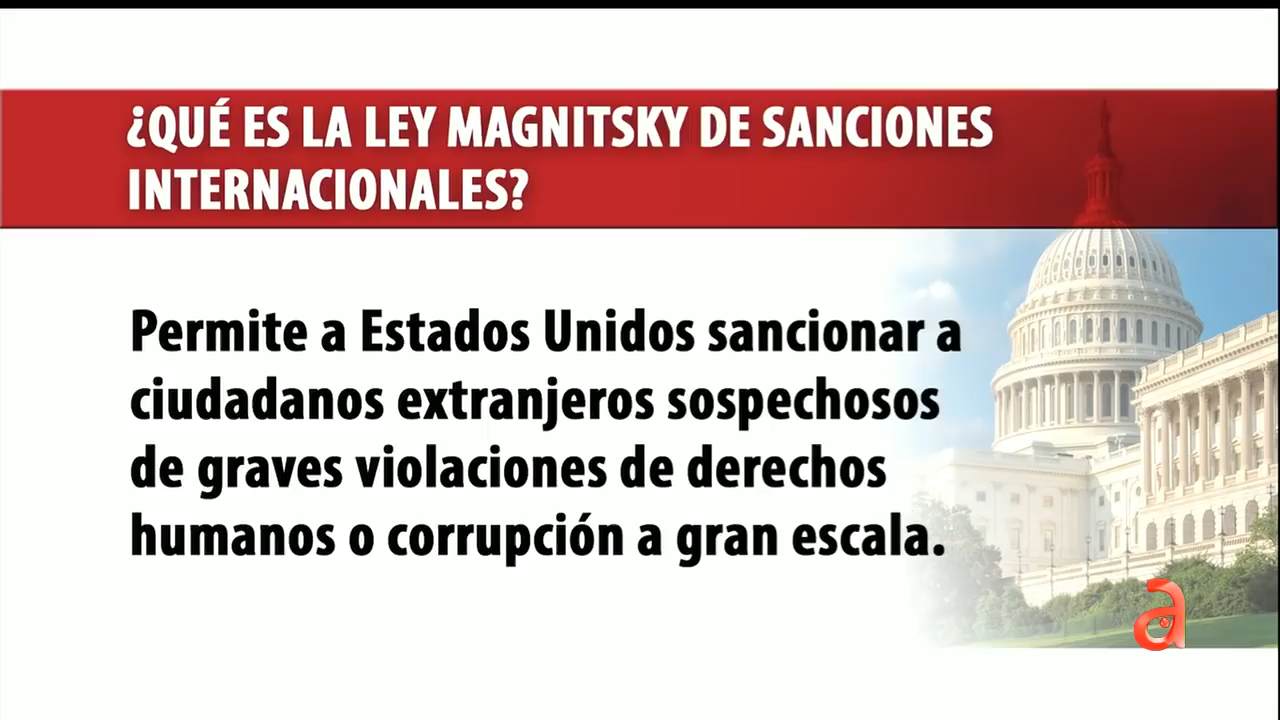 ¿QUÉ ES LA LEY MAGNITSKY DE SANCIONES
INTERNACIONALES?
Permite a Estados Unidos sancionar a
ciudadanos extranjeros sospechosos
de graves violaciones de derechos
humanos o corrupción a gran escala.
a